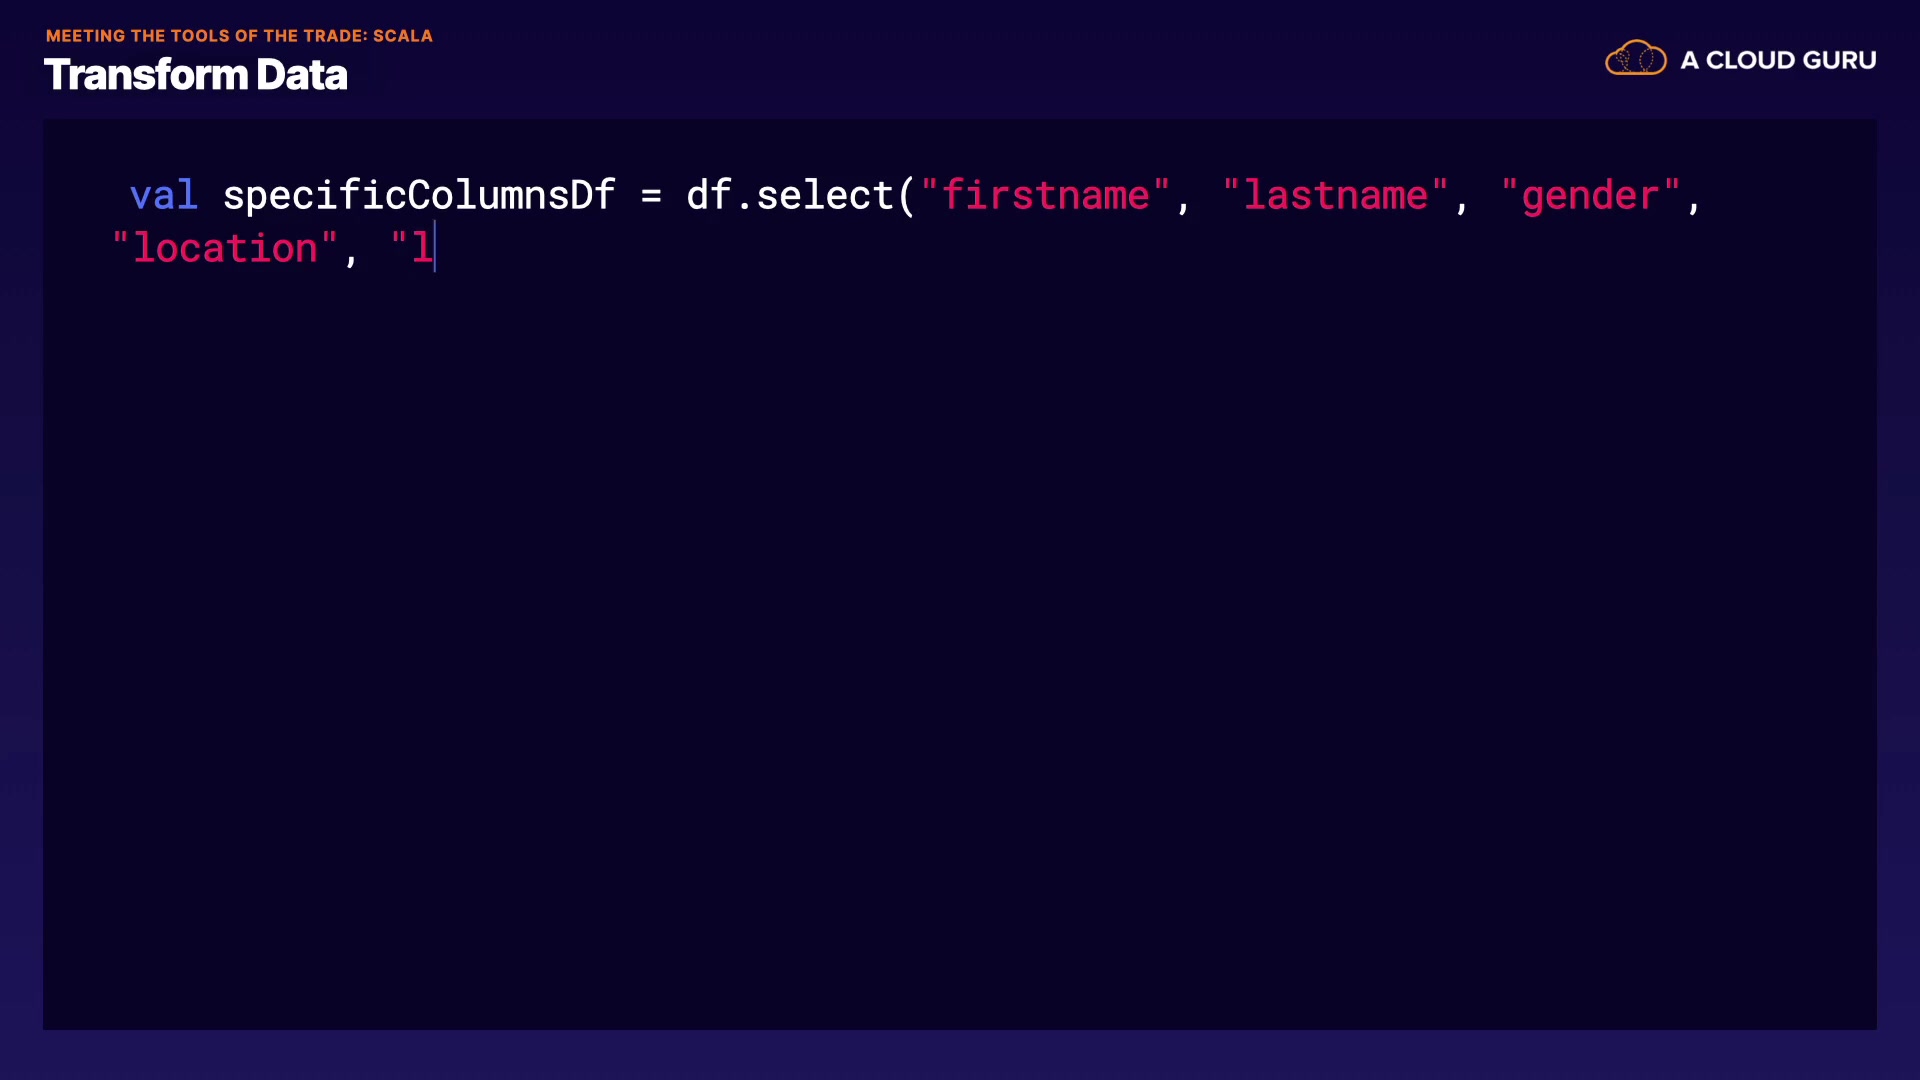 MEETING THE TOOLS OF THE TRADE: SCALA
Transform Data
A CLOUD GURU
val specificColumnsDf = df.select("firstname", "lastname", "gender",
"location", "l